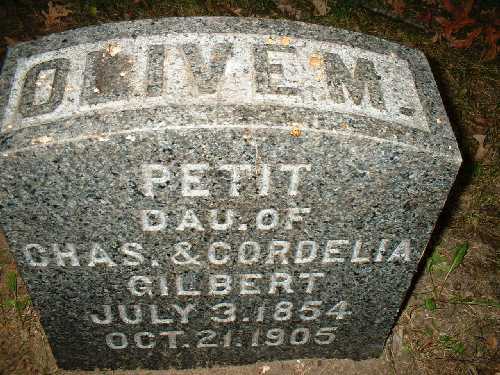 OLIVE M.
PETIT
DAU. OF
CHAS. & CORDELIA
GILBERT
JULY 3. 1854
OCT. 21. 1905